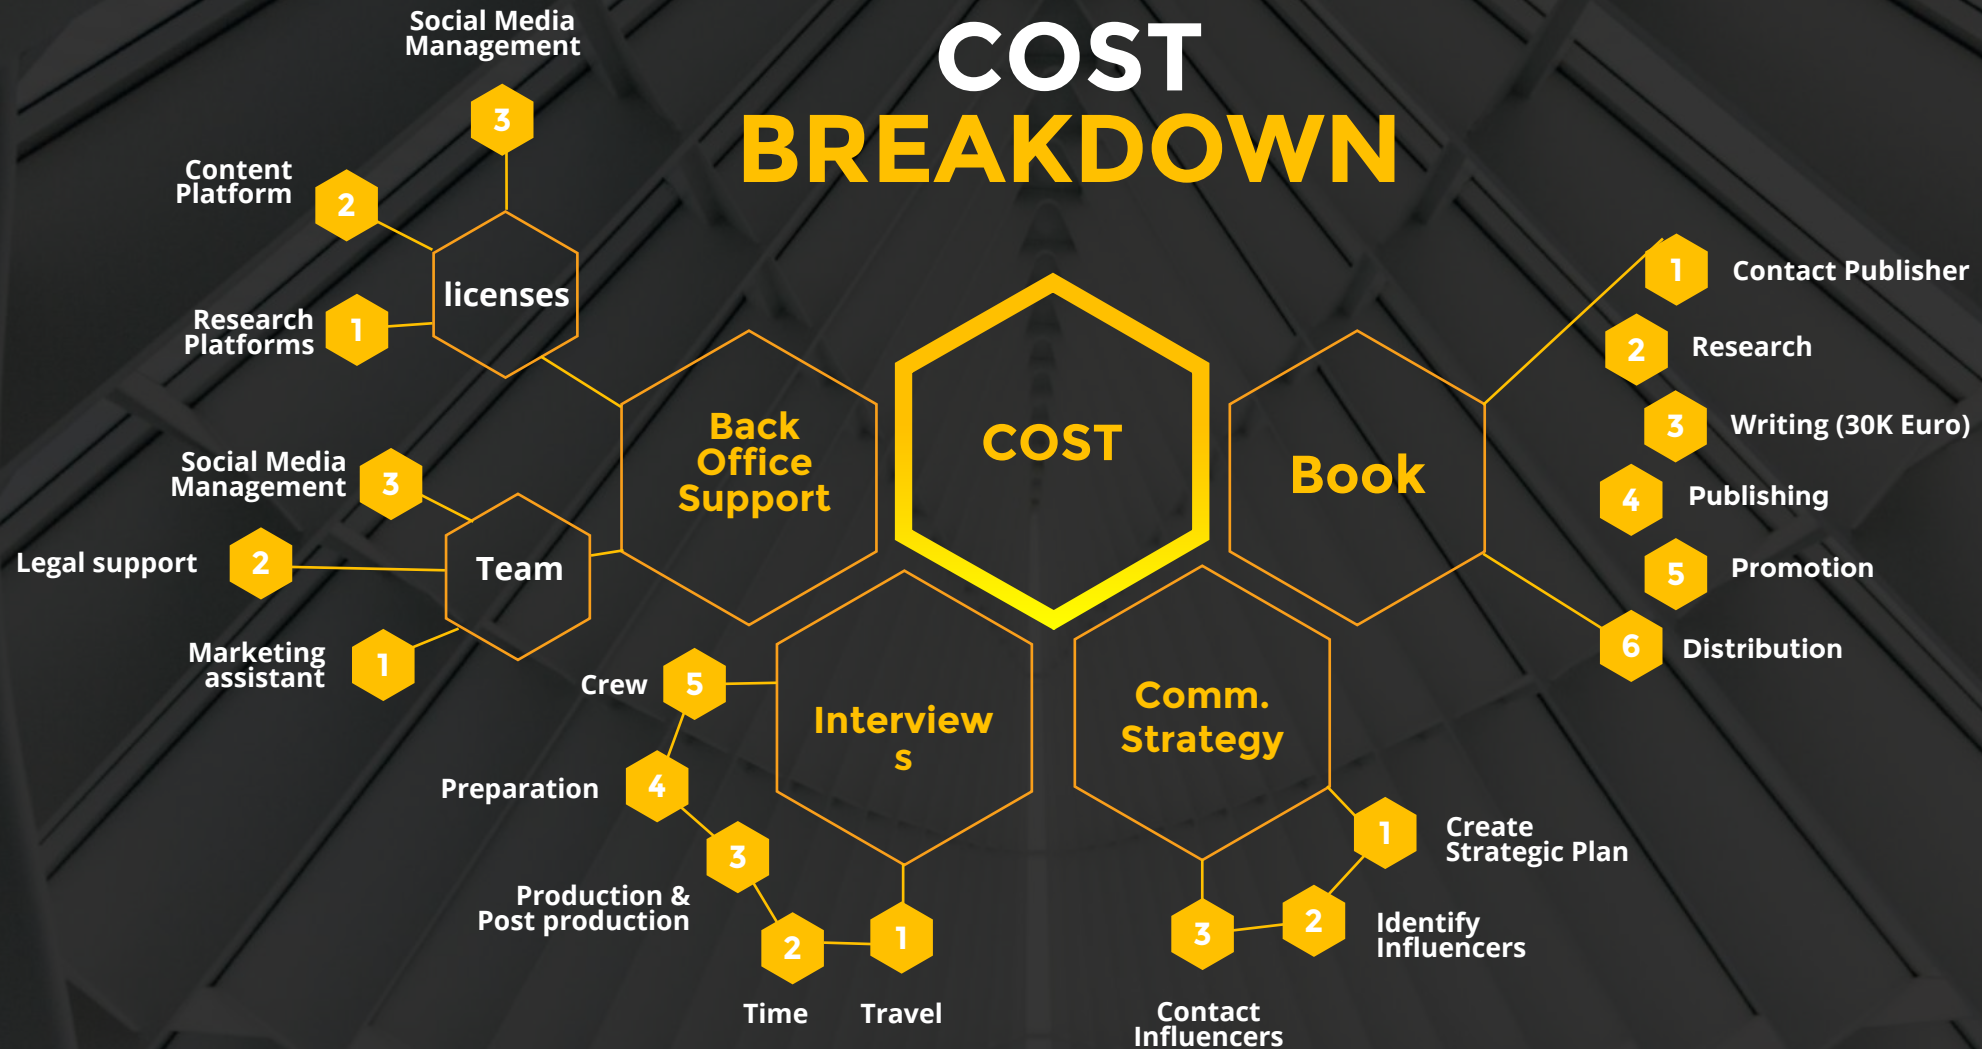 COST
BREAKDOWN
Social Media
Management
3
Content
Platform
2
Research
Platforms
1
licenses
Social Media
Management
3
Legal support
2
Marketing
assistant
1
Team
Back
Office
Support
COST
Book
1
Contact Publisher
2
Research
3
Writing (30K Euro)
4
Publishing
5
Promotion
6
Distribution
Interview
s
Crew
5
Preparation
4
3
Production &
Post production
2
Time
1
Travel
Comm.
Strategy
1
Create
Strategic Plan
2
Identify
Influencers
3
Contact
Influencers